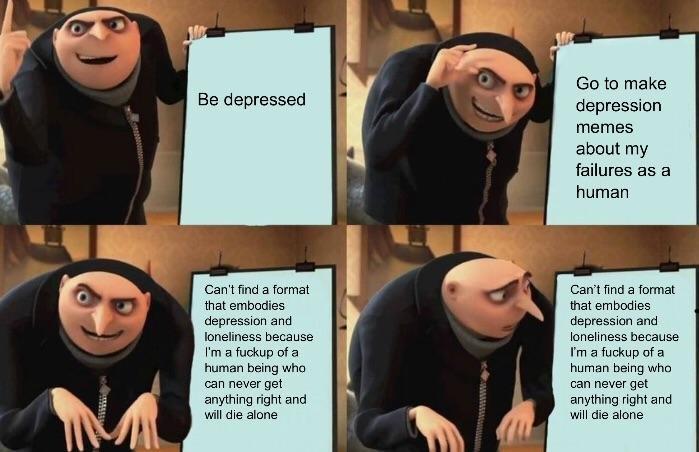 Be depressed
Go to make
depression
memes
about my
failures as a
human
Can't find a format
that embodies
depression and
loneliness because
I'm a fuckup of a
human being who
can never get
anything right and
will die alone
Can't find a format
that embodies
depression and
loneliness because
I'm a fuckup of a
human being who
can never get
anything right and
will die alone